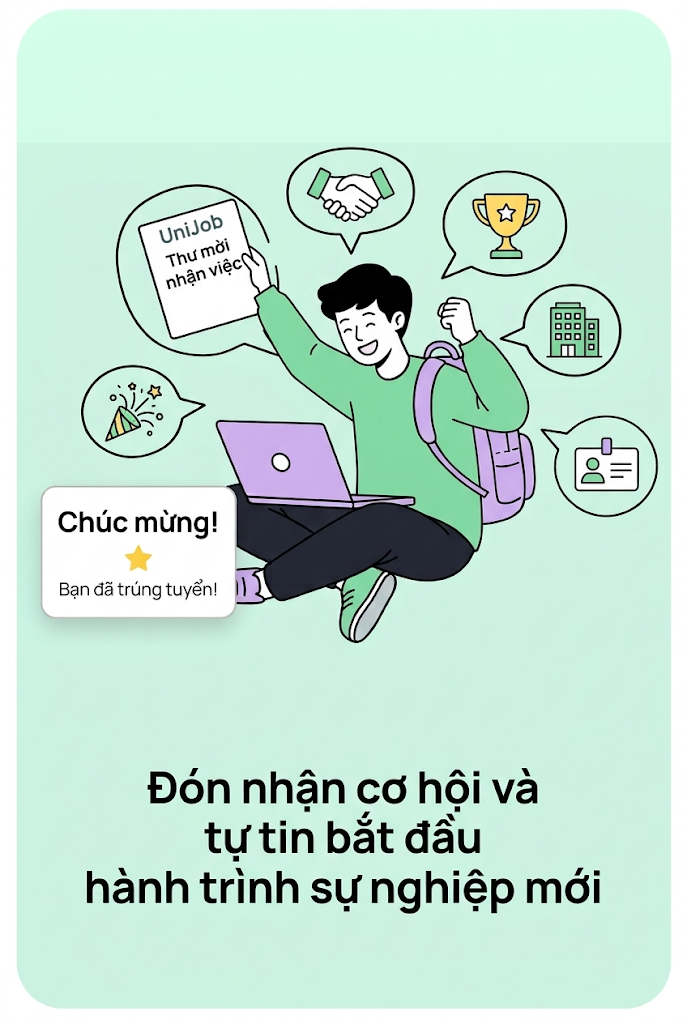 UniJob
Thư mời
nhận việc
Chúc mừng!
Bạn đã trúng tuyển!
Đón nhận cơ hội và
tự tin bắt đầu
hành trình sự nghiệp mới